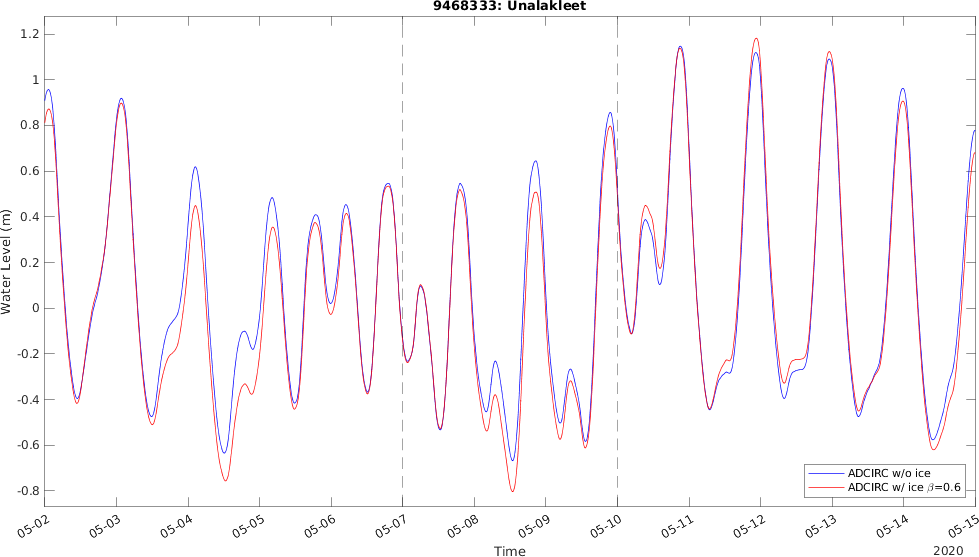 9468333: Unalakleet
1.2
1
0.8
0.6
0.4
0.2
0
-0.2
-0.4
-0.6
-0.8
Water Level (m)
ADCIRC w/o ice
ADCIRC w/ ice β=0.6
05-02 05-03 05-04 05-05 05-06 05-07 05-08 05-09 05-10 05-11 05-12 05-13 05-14 05-15
Time
2020